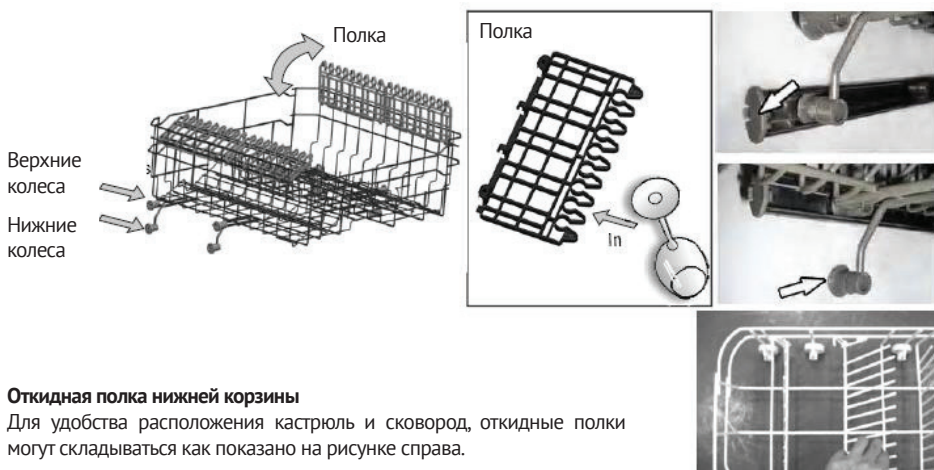 Полка
Полка
Верхние
колеса
Нижние
колеса
In
Откидная полка нижней корзины
Для удобства расположения кастрюль и сковород, откидные полки
могут складываться как показано на рисунке справа.